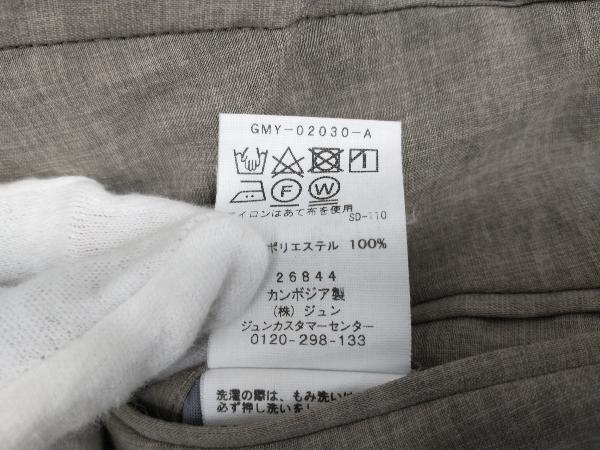 GMY-02030-A
F W
イロンはあて布を使用
SD-110
ポリエステル 100%
26844
カンボジア製
(株) ジュン
ジュンカスタマーセンター
0120-298-133
洗濯の際は、もみ洗いは
必ず押し洗いをし